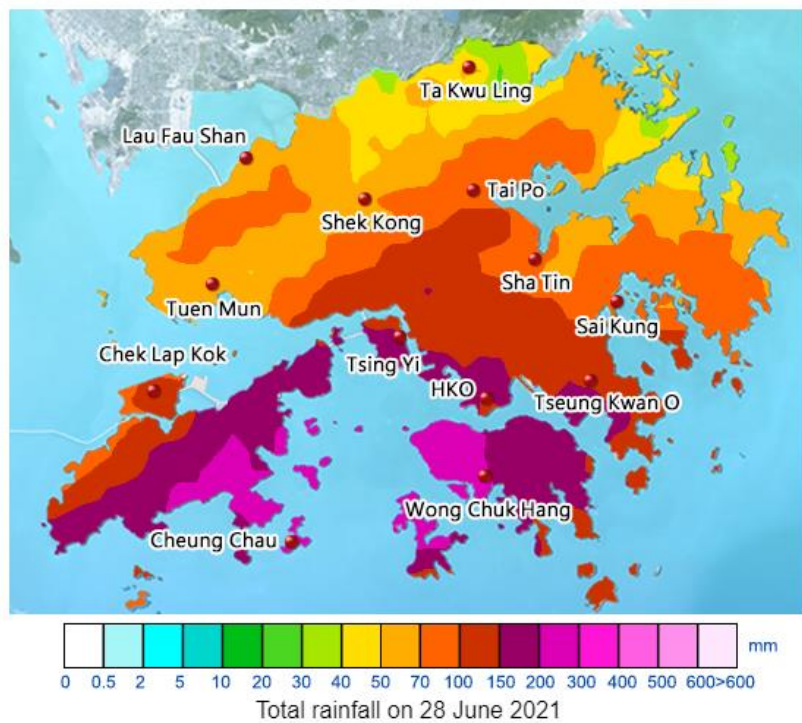 Ta Kwu Ling
Lau Fau Shan
Tai Po
Shek Kong
Sha Tin
Tuen Mun
Sai Kung
Chek Lap Kok
Tsing Yi
HKO
Tseung Kwan O
Wong Chuk Hang
Cheung Chau
mm
0 0.5 2 5 10 20 30 40 50 70 100 150 200 300 400 500 600>600
Total rainfall on 28 June 2021